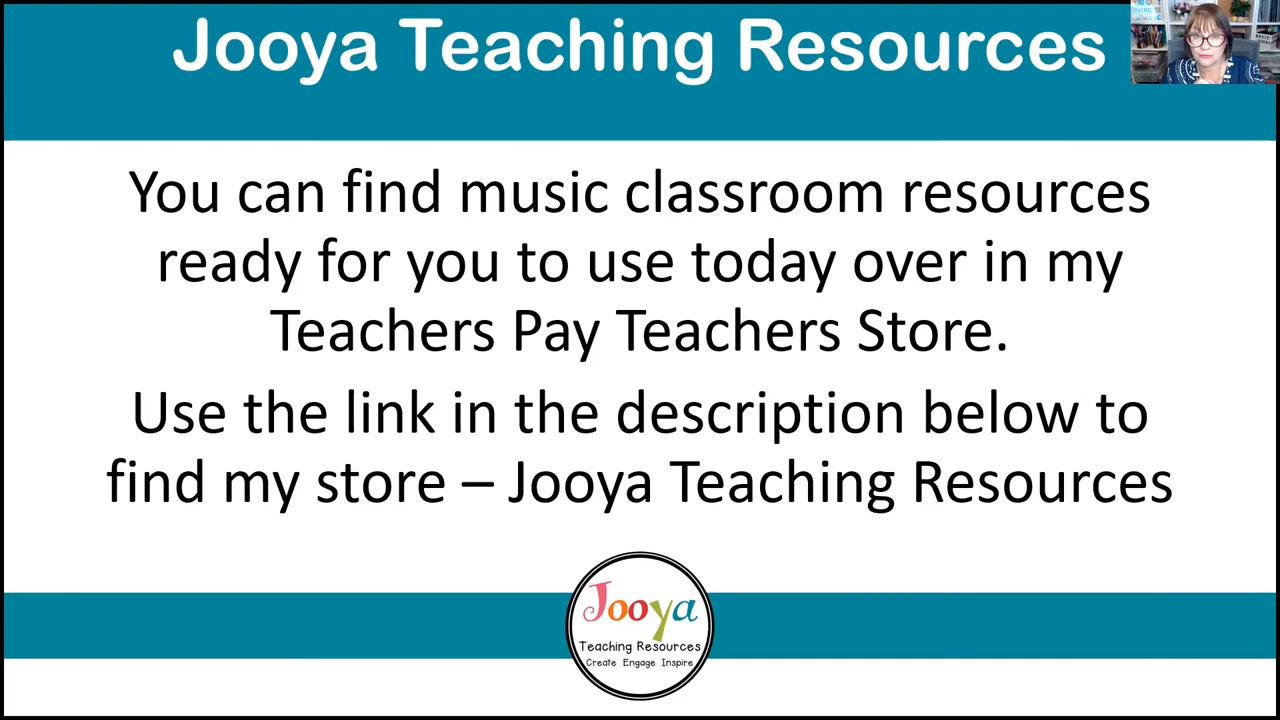 Jooya Teaching Resources
You can find music classroom resources
ready for you to use today over in my
Teachers Pay Teachers Store.
Use the link in the description below to
find my store – Jooya Teaching Resources
Jooya
Teaching Resources
Create Engage Inspire